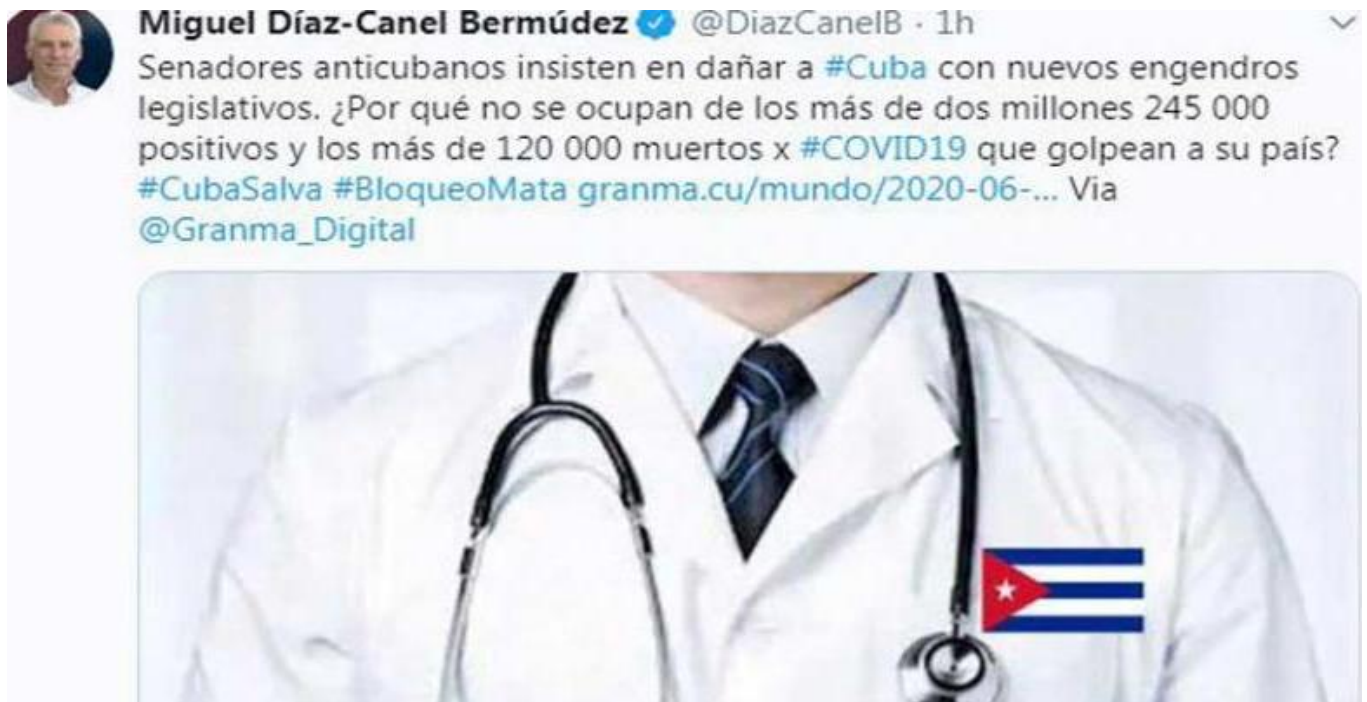 Miguel Díaz-Canel Bermúdez @DiazCanelB · 1h
Senadores anticubanos insisten en dañar a #Cuba con nuevos engendros
legislativos. ¿Por qué no se ocupan de los más de dos millones 245 000
positivos y los más de 120 000 muertos x #COVID19 que golpean a su país?
#CubaSalva #BloqueoMata granma.cu/mundo/2020-06-... Via
@Granma_Digital